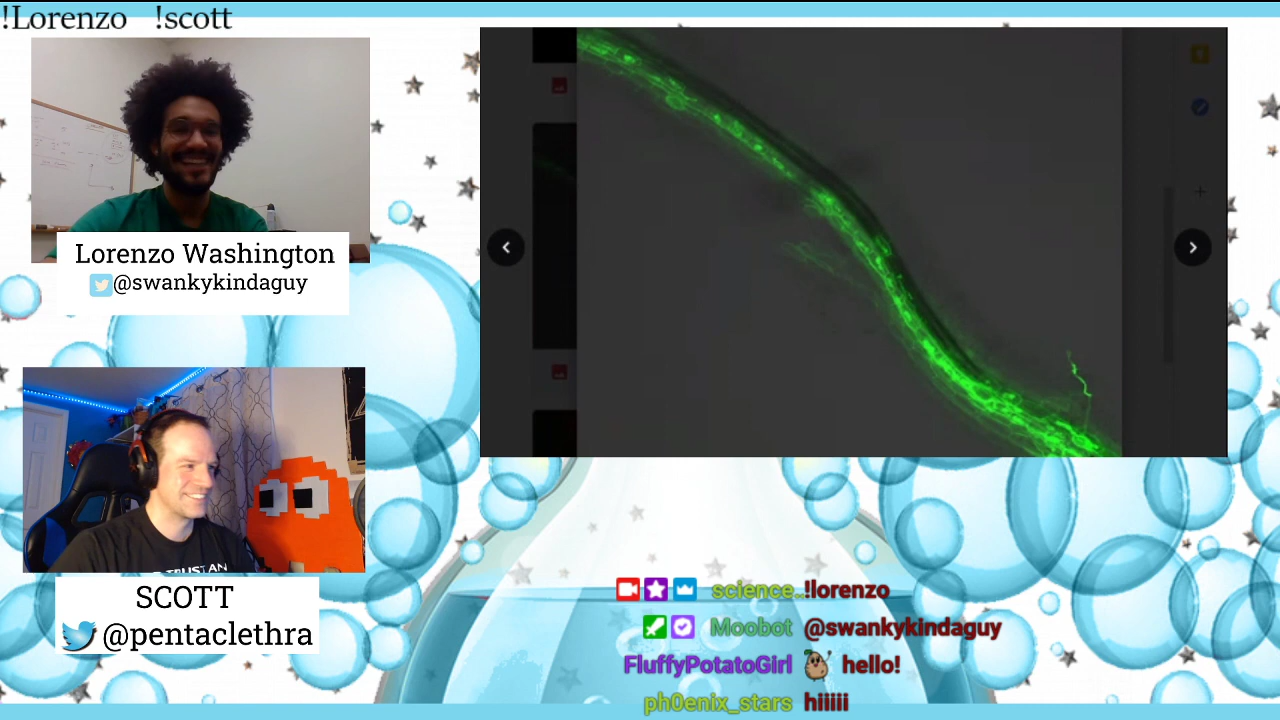 !Lorenzo !scott
Lorenzo Washington
@swankykindaguy
SCOTT
@pentaclethra
science.. !lorenzo
Moobot @swankykindaguy
FluffyPotatoGirl hello!
ph0enix_stars hiiiii